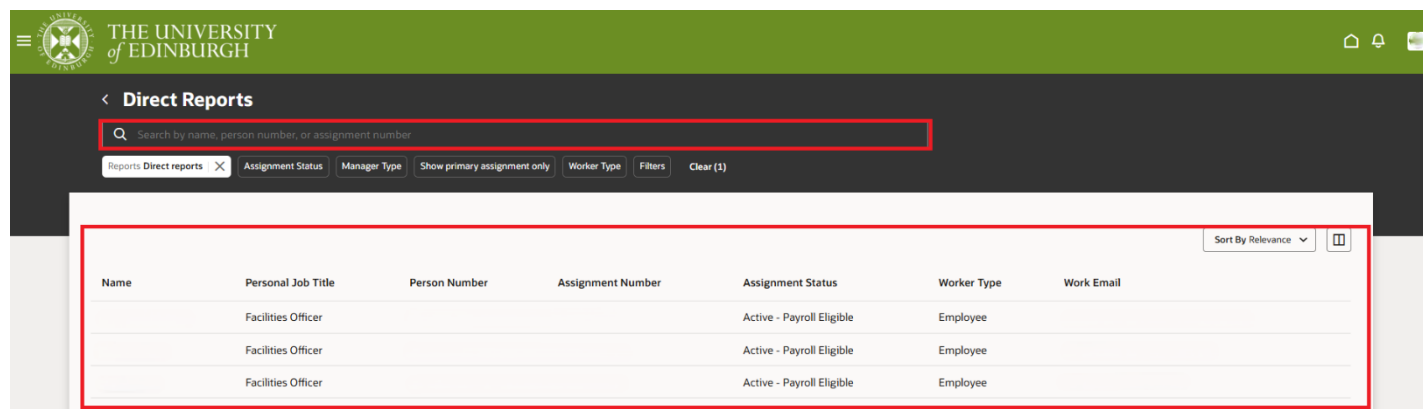 THE UNIVERSITY
of EDINBURGH
Direct Reports
Search by name, person number, or assignment number
Reports Direct reports Assignment Status Manager Type Show primary assignment only Worker Type Filters Clear (1)
Sort By Relevance
Name Personal Job Title Person Number Assignment Number Assignment Status Worker Type Work Email
Facilities Officer Active - Payroll Eligible Employee
Facilities Officer Active - Payroll Eligible Employee
Facilities Officer Active - Payroll Eligible Employee